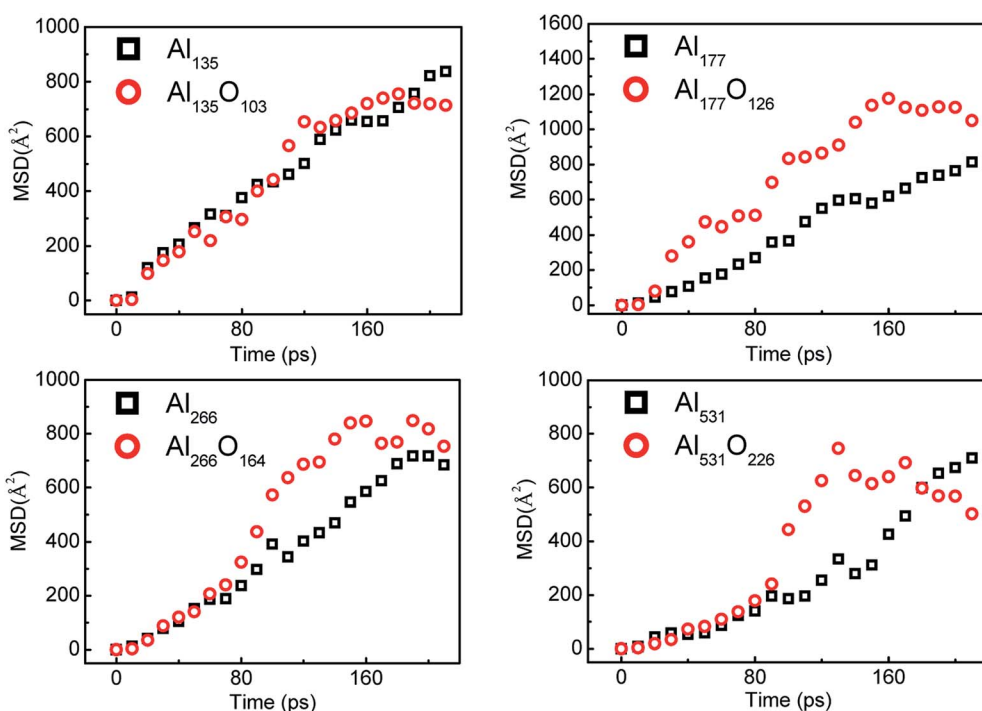 1000
800
600
400
200
0
MSD(Å²)
Al₁₃₅
Al₁₃₅O₁₀₃
0 80 160
Time (ps)
1600
1400
1200
1000
800
600
400
200
0
MSD(Å²)
Al₁₇₇
Al₁₇₇O₁₂₆
0 80 160
Time (ps)
1000
800
600
400
200
0
MSD(Å²)
Al₂₆₆
Al₂₆₆O₁₆₄
0 80 160
Time (ps)
1000
800
600
400
200
0
MSD(Å²)
Al₅₃₁
Al₅₃₁O₂₂₆
0 80 160
Time (ps)